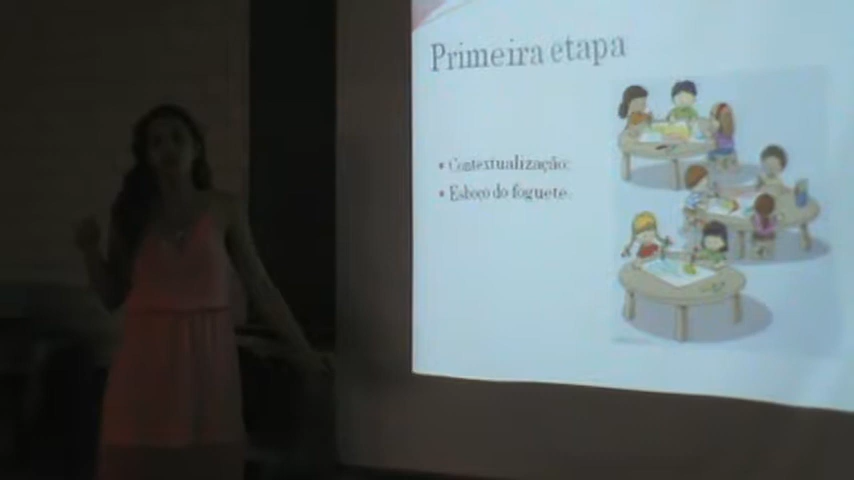 Primeira etapa
• Contextualização;
• Esboço do foguete.